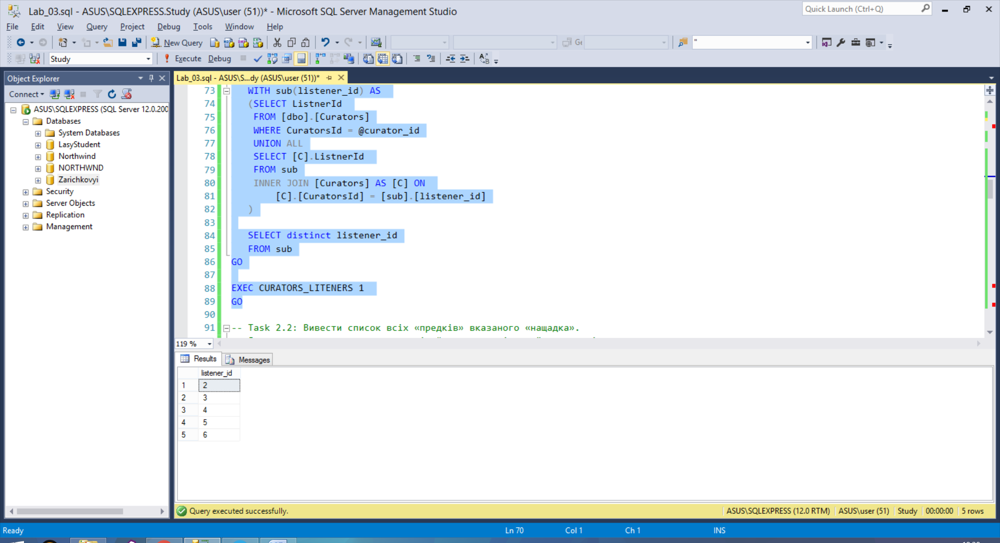 Lab_03.sql - ASUS\SQLEXPRESS.Study (ASUS\user (51))* - Microsoft SQL Server Management Studio
Quick Launch (Ctrl+Q)
File Edit View Query Project Debug Tools Window Help
New Query
"
Study
Execute Debug
Object Explorer
Connect
ASUS\SQLEXPRESS (SQL Server 12.0.200
Databases
System Databases
LasyStudent
Northwind
NORTHWND
Zarichkovyi
Security
Server Objects
Replication
Management
Lab_03.sql - ASUS\S...dy (ASUS\user (51))*
73 WITH sub(listener_id) AS
74 (SELECT ListnerId
75 FROM [dbo].[Curators]
76 WHERE CuratorsId = @curator_id
77 UNION ALL
78 SELECT [C].ListnerId
79 FROM sub
80 INNER JOIN [Curators] AS [C] ON
81 [C].[CuratorsId] = [sub].[listener_id]
82 )
83
84 SELECT distinct listener_id
85 FROM sub
86 GO
87
88 EXEC CURATORS_LITENERS 1
89 GO
90
91 -- Task 2.2: Вивести список всіх «предків» вказаного «нащадка».
119 %
Results Messages
listener_id
1 2
2 3
3 4
4 5
5 6
Query executed successfully.
ASUS\SQLEXPRESS (12.0 RTM) ASUS\user (51) Study 00:00:00 5 rows
Ready Ln 70 Col 1 Ch 1 INS